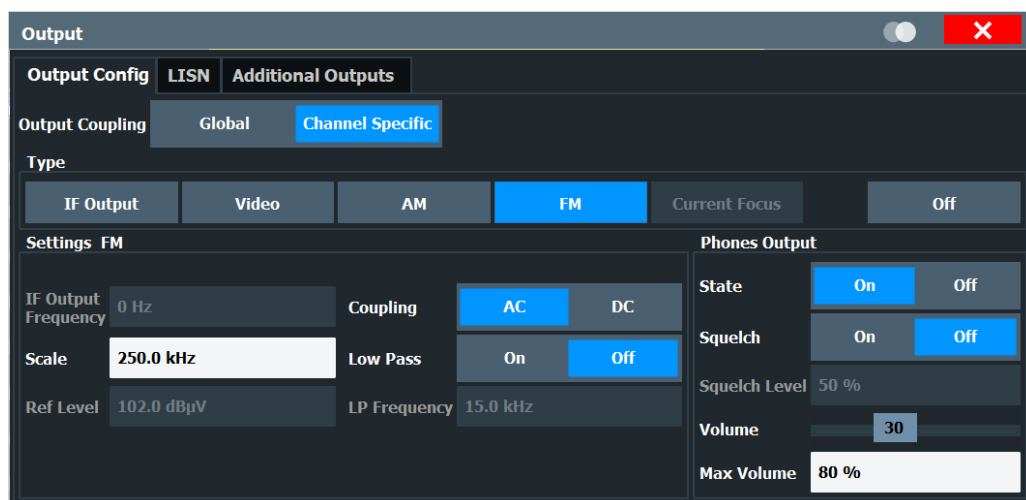 Output
Output Config LISN Additional Outputs
Output Coupling Global Channel Specific
Type
IF Output Video AM FM Current Focus Off
Settings FM
IF Output Frequency 0 Hz Coupling AC DC
Scale 250.0 kHz Low Pass On Off
Ref Level 102.0 dBµV LP Frequency 15.0 kHz
Phones Output
State On Off
Squelch On Off
Squelch Level 50 %
Volume 30
Max Volume 80 %